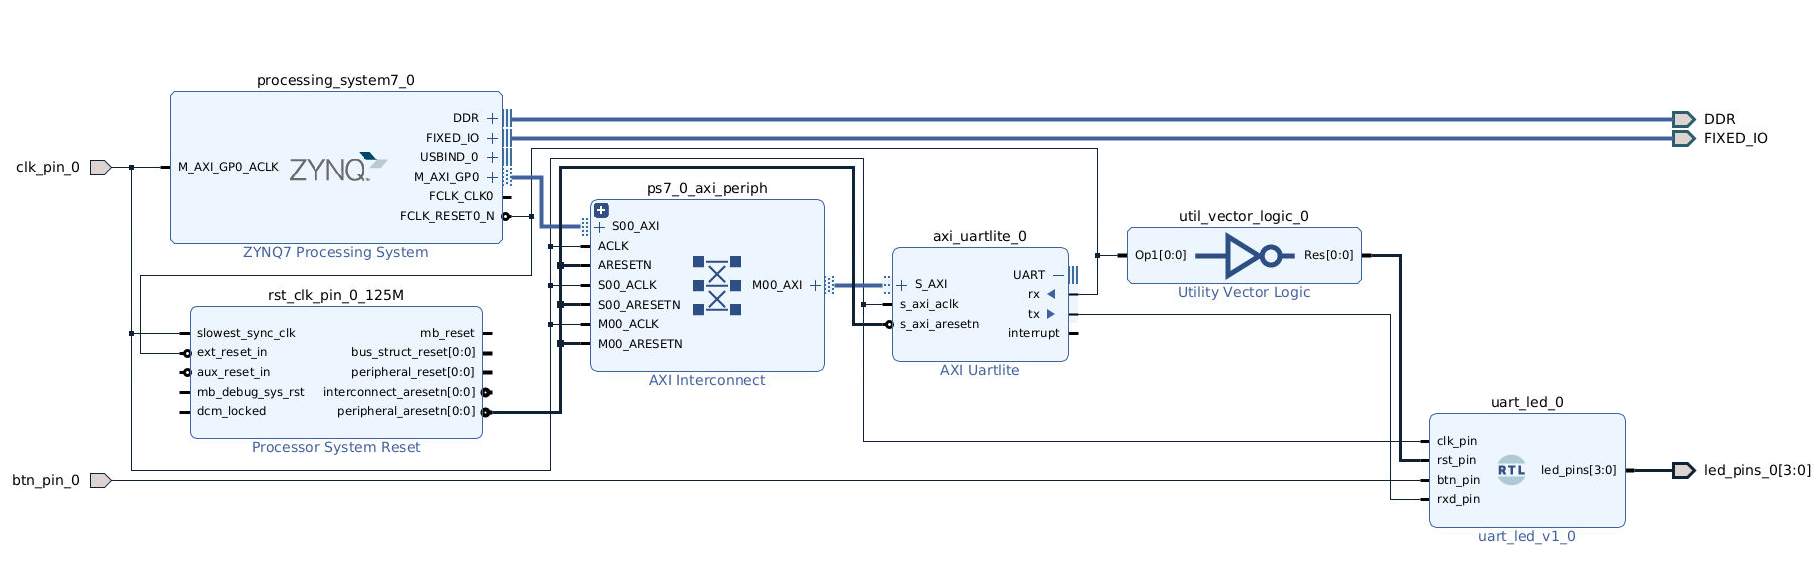 processing_system7_0
DDR
FIXED_IO
USBIND_0
M_AXI_GP0
FCLK_CLK0
FCLK_RESET0_N
M_AXI_GP0_ACLK
ZYNQ
ZYNQ7 Processing System
clk_pin_0
DDR
FIXED_IO
ps7_0_axi_periph
S00_AXI
ACLK
ARESETN
S00_ACLK
S00_ARESETN
M00_ACLK
M00_ARESETN
M00_AXI
AXI Interconnect
axi_uartlite_0
S_AXI
s_axi_aclk
s_axi_aresetn
UART
rx
tx
interrupt
AXI Uartlite
util_vector_logic_0
Op1[0:0]
Res[0:0]
Utility Vector Logic
rst_clk_pin_0_125M
slowest_sync_clk
ext_reset_in
aux_reset_in
mb_debug_sys_rst
dcm_locked
mb_reset
bus_struct_reset[0:0]
peripheral_reset[0:0]
interconnect_aresetn[0:0]
peripheral_aresetn[0:0]
Processor System Reset
btn_pin_0
uart_led_0
clk_pin
rst_pin
btn_pin
rxd_pin
RTL
led_pins[3:0]
uart_led_v1_0
led_pins_0[3:0]